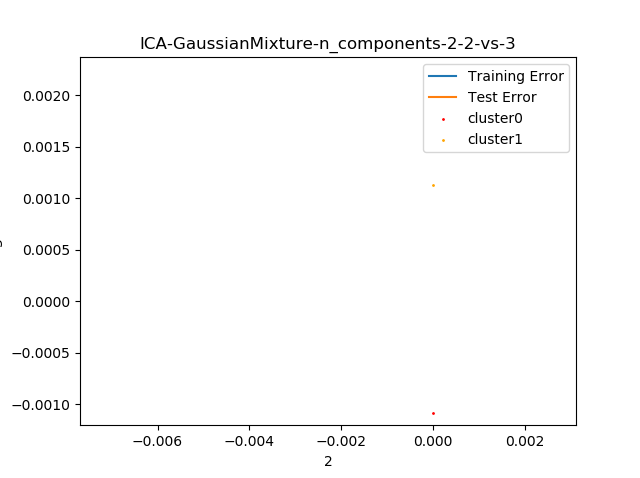 ICA-GaussianMixture-n_components-2-2-vs-3
Training Error
Test Error
cluster0
cluster1
0.0020
0.0015
0.0010
0.0005
0.0000
−0.0005
−0.0010
−0.006
−0.004
−0.002
0.000
0.002
2